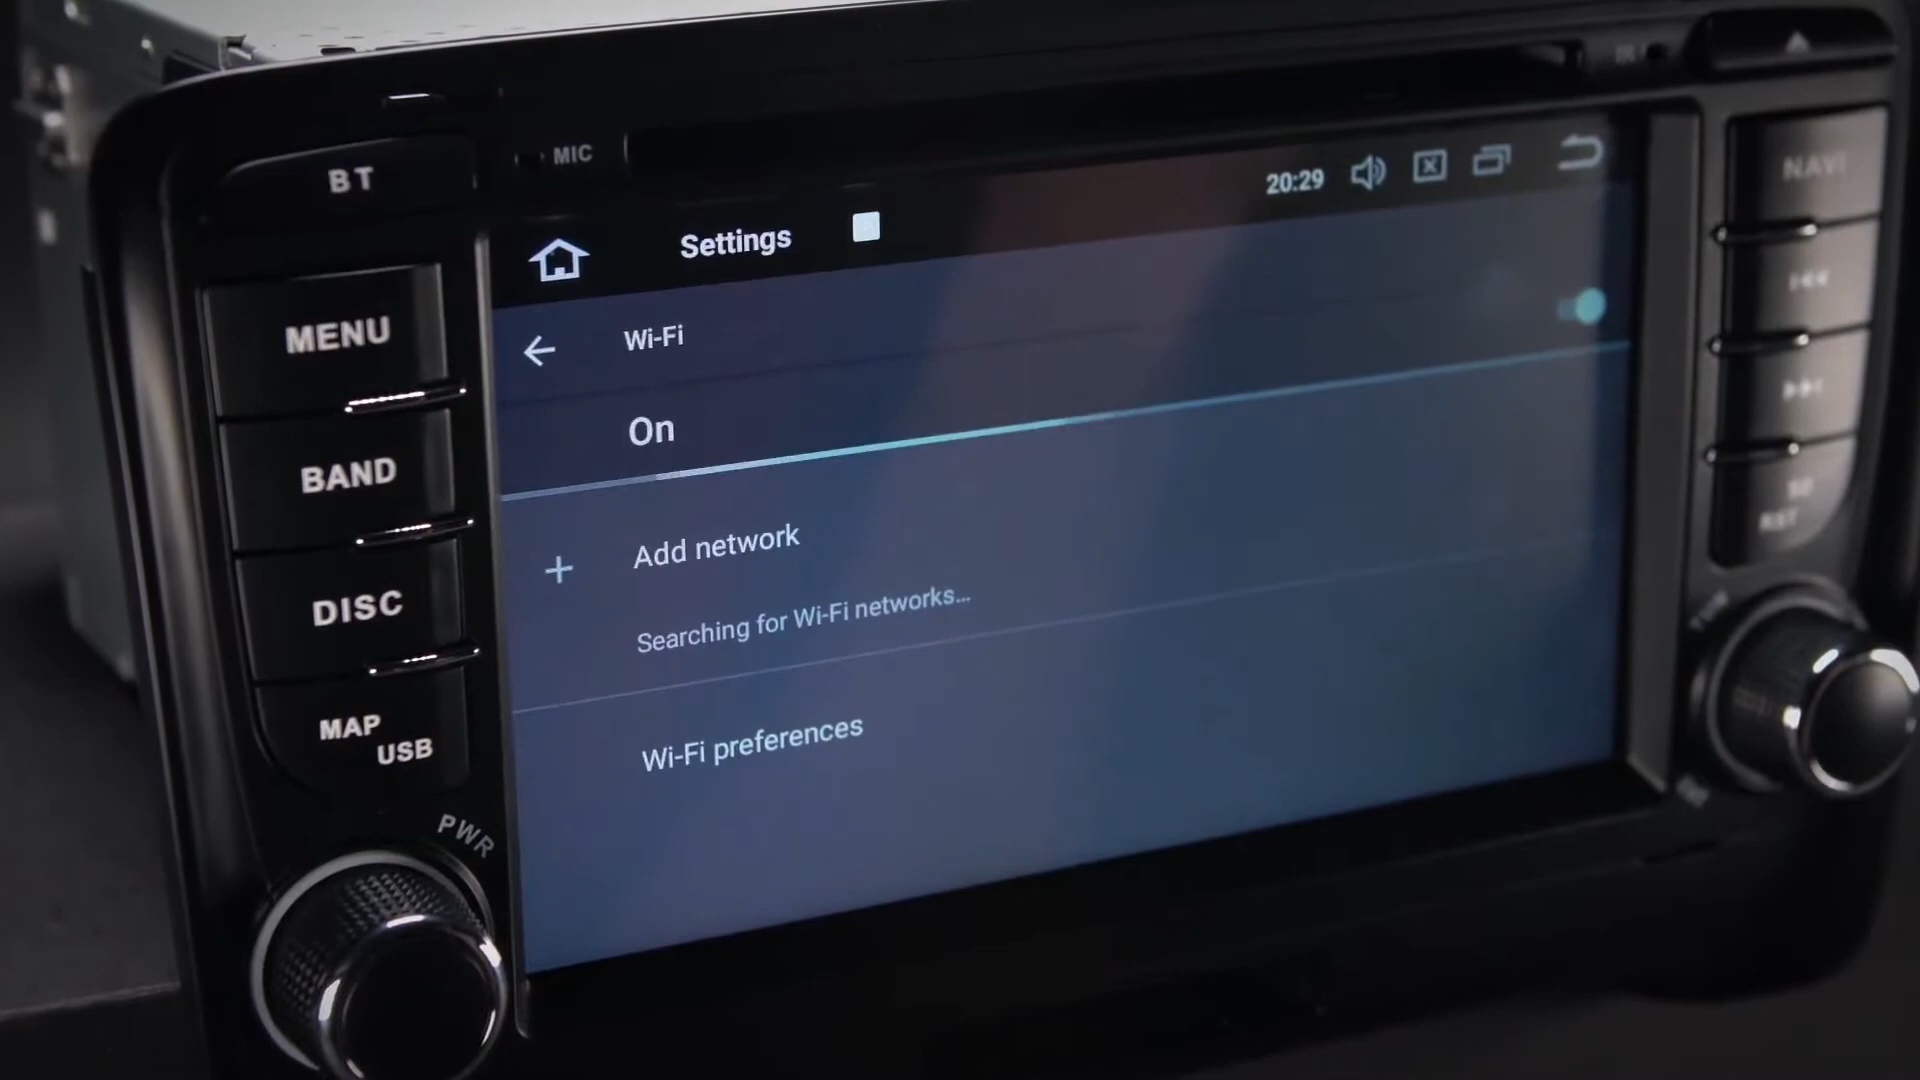 BT
MIC
20:29
NAVI
Settings
MENU
Wi-Fi
On
BAND
Add network
DISC
Searching for Wi-Fi networks...
MAP
USB
Wi-Fi preferences
PWR
RST